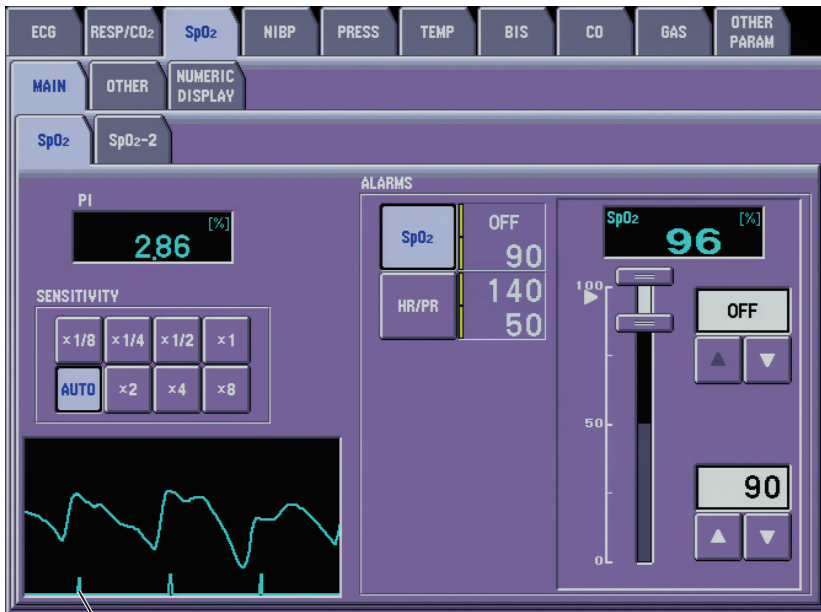 ECG RESP/CO₂ SpO₂ NIBP PRESS TEMP BIS CO GAS OTHER PARAM
MAIN OTHER NUMERIC DISPLAY
SpO₂ SpO₂-2
PI
[%]
2.86
SENSITIVITY
×1/8 ×1/4 ×1/2 ×1
AUTO ×2 ×4 ×8
ALARMS
SpO₂ OFF
90
HR/PR 140
50
SpO₂ [%]
96
100
OFF
50
90
0